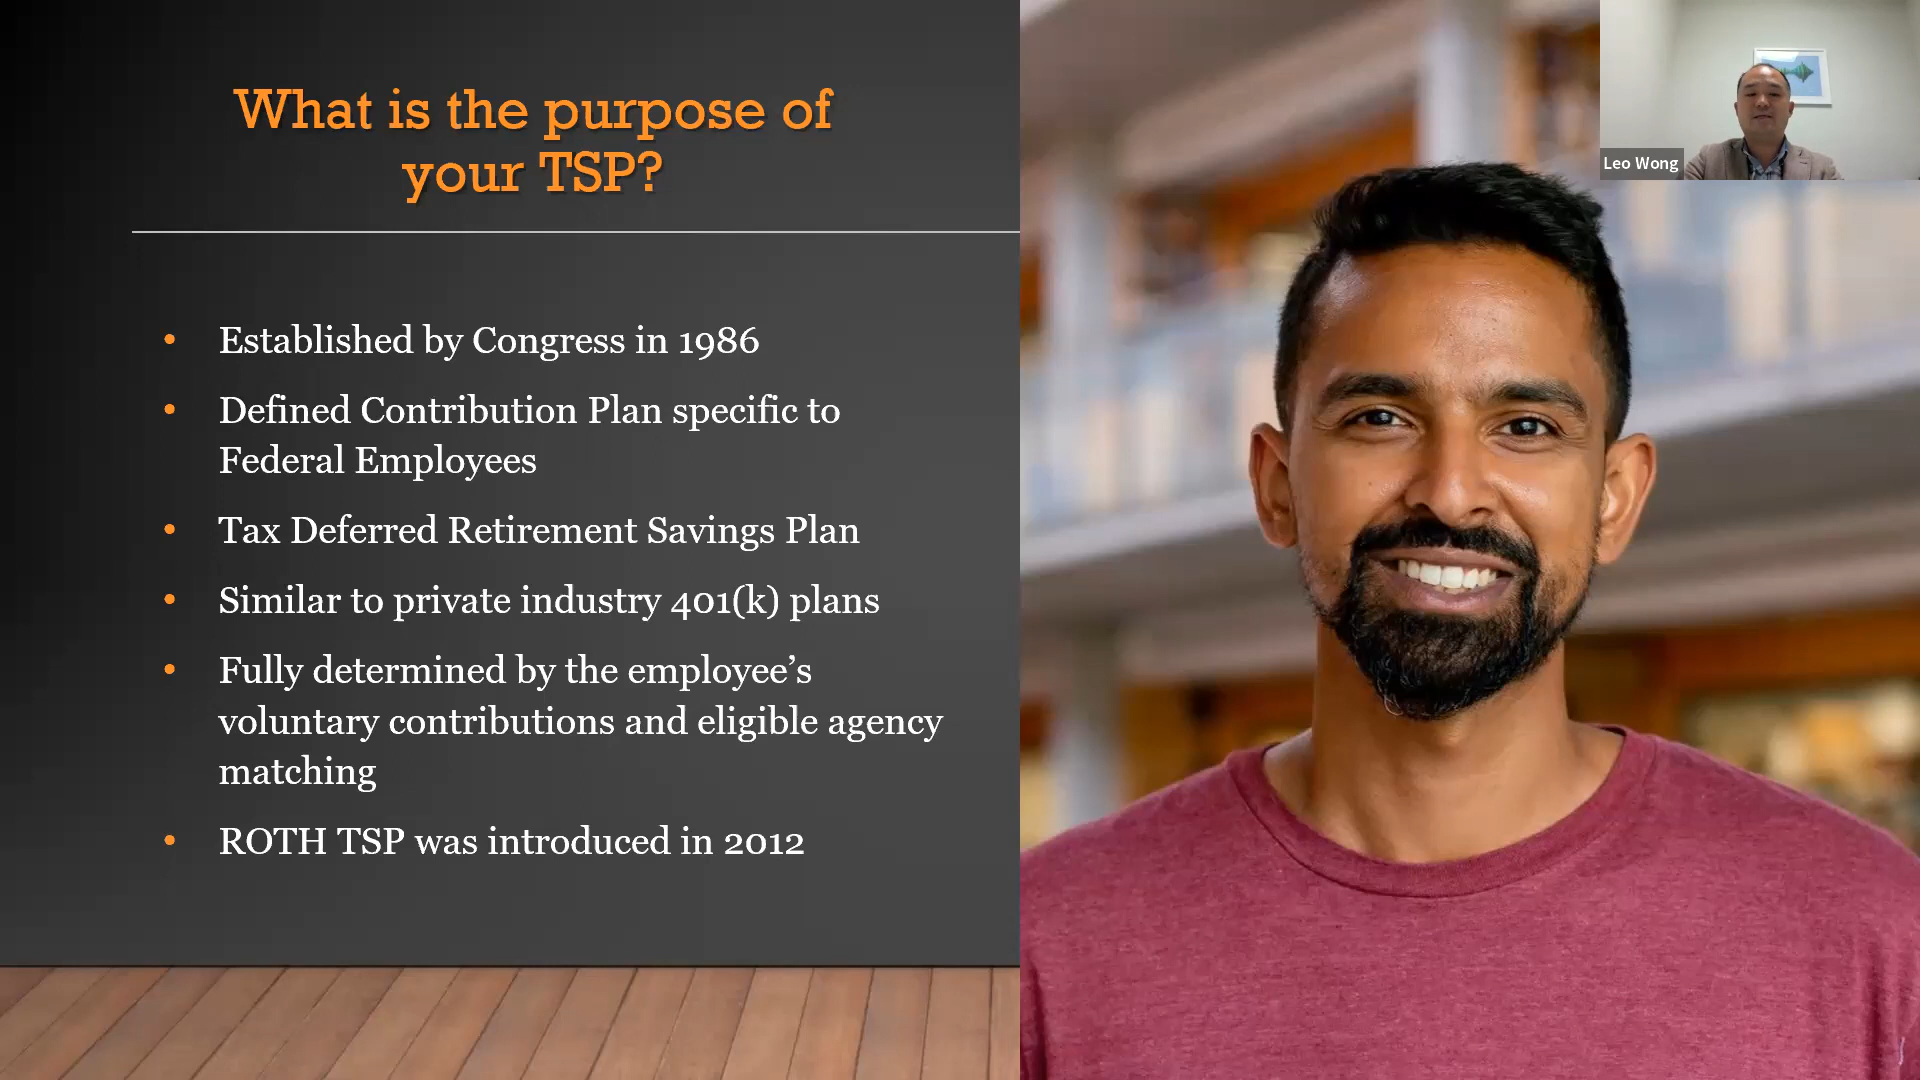 What is the purpose of
your TSP?
• Established by Congress in 1986
• Defined Contribution Plan specific to
Federal Employees
• Tax Deferred Retirement Savings Plan
• Similar to private industry 401(k) plans
• Fully determined by the employee’s
voluntary contributions and eligible agency
matching
• ROTH TSP was introduced in 2012
Leo Wong